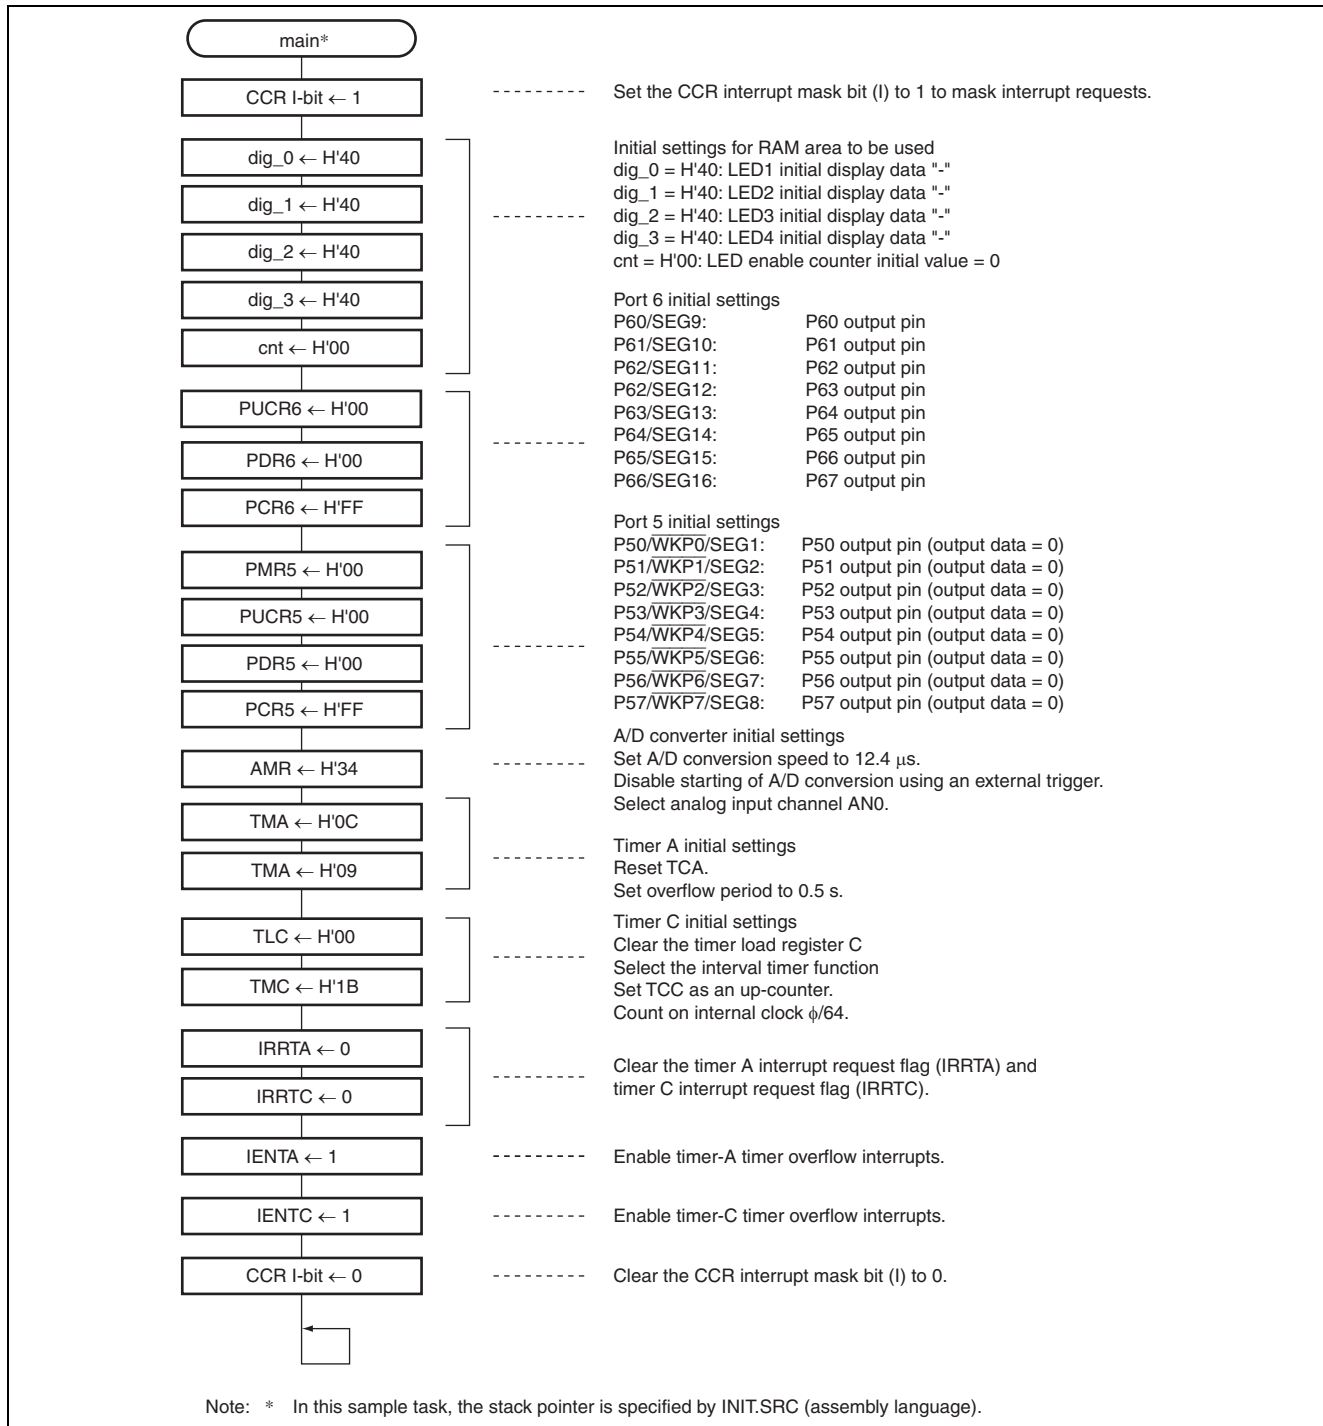 main*
CCR I-bit ← 1
Set the CCR interrupt mask bit (I) to 1 to mask interrupt requests.
dig_0 ← H'40
dig_1 ← H'40
dig_2 ← H'40
dig_3 ← H'40
cnt ← H'00
Initial settings for RAM area to be used
dig_0 = H'40: LED1 initial display data "-"
dig_1 = H'40: LED2 initial display data "-"
dig_2 = H'40: LED3 initial display data "-"
dig_3 = H'40: LED4 initial display data "-"
cnt = H'00: LED enable counter initial value = 0
PUCR6 ← H'00
PDR6 ← H'00
PCR6 ← H'FF
Port 6 initial settings
P60/SEG9: P60 output pin
P61/SEG10: P61 output pin
P62/SEG11: P62 output pin
P62/SEG12: P63 output pin
P63/SEG13: P64 output pin
P64/SEG14: P65 output pin
P65/SEG15: P66 output pin
P66/SEG16: P67 output pin
PMR5 ← H'00
PUCR5 ← H'00
PDR5 ← H'00
PCR5 ← H'FF
Port 5 initial settings
P50/WKP0/SEG1: P50 output pin (output data = 0)
P51/WKP1/SEG2: P51 output pin (output data = 0)
P52/WKP2/SEG3: P52 output pin (output data = 0)
P53/WKP3/SEG4: P53 output pin (output data = 0)
P54/WKP4/SEG5: P54 output pin (output data = 0)
P55/WKP5/SEG6: P55 output pin (output data = 0)
P56/WKP6/SEG7: P56 output pin (output data = 0)
P57/WKP7/SEG8: P57 output pin (output data = 0)
AMR ← H'34
A/D converter initial settings
Set A/D conversion speed to 12.4 μs.
Disable starting of A/D conversion using an external trigger.
Select analog input channel AN0.
TMA ← H'0C
TMA ← H'09
Timer A initial settings
Reset TCA.
Set overflow period to 0.5 s.
TLC ← H'00
TMC ← H'1B
Timer C initial settings
Clear the timer load register C
Select the interval timer function
Set TCC as an up-counter.
Count on internal clock ϕ/64.
IRRTA ← 0
IRRTC ← 0
Clear the timer A interrupt request flag (IRRTA) and
timer C interrupt request flag (IRRTC).
IENTA ← 1
Enable timer-A timer overflow interrupts.
IENTC ← 1
Enable timer-C timer overflow interrupts.
CCR I-bit ← 0
Clear the CCR interrupt mask bit (I) to 0.
Note: * In this sample task, the stack pointer is specified by INIT.SRC (assembly language).